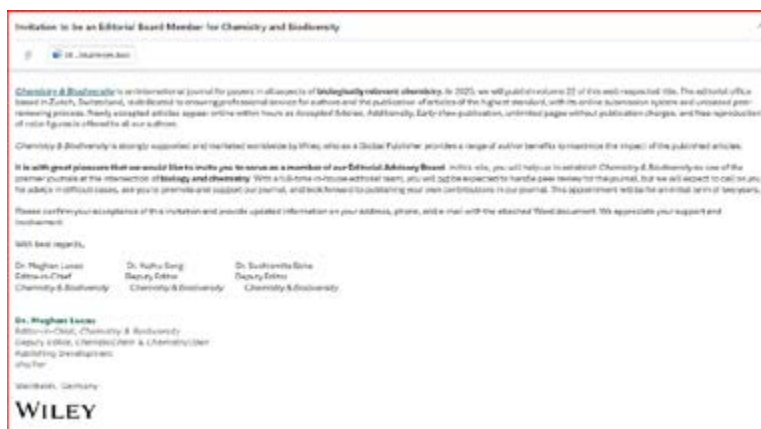 Invitation to be an Editorial Board Member for Chemistry and Biodiversity
Chemistry & Biodiversity is an international journal for papers in all aspects of biologically relevant chemistry. In 2025, we will publish volume 22 of this well-respected title. The editorial office
based in Zurich, Switzerland, is dedicated to ensuring professional service for authors and the publication of articles of the highest standard, with its online submission system and unbiased peer-
reviewing process. Newly accepted articles appear online within hours as Accepted Articles. Additionally, Early View publication, unlimited pages without publication charges, and free reproduction
of color figures is offered to all our authors.
Chemistry & Biodiversity is strongly supported and marketed worldwide by Wiley, who as a Global Publisher provides a range of author benefits to maximize the impact of the published articles.
It is with great pleasure that we would like to invite you to serve as a member of our Editorial Advisory Board. In this role, you will help us in establish Chemistry & Biodiversity as one of the
premier journals at the intersection of biology and chemistry. With a full-time in-house editorial team, you will not be expected to handle peer review for the journal, but we will expect to call on you
for advice in difficult cases, ask you to promote and support our journal, and look forward to publishing your own contributions in our journal. This appointment will be for an initial term of two years.
Please confirm your acceptance of this invitation and provide updated information on your address, phone, and e-mail with the attached Word document. We appreciate your support and
involvement.
With best regards,
Dr. Meghan Lucas Dr. Dr.
Editor-in-Chief Deputy Editor Deputy Editor
Chemistry & Biodiversity Chemistry & Biodiversity Chemistry & Biodiversity
Dr. Meghan Lucas
Editor-in-Chief, Chemistry & Biodiversity
Deputy Editor, &
Publishing Development
she/her
Weinheim, Germany
WILEY